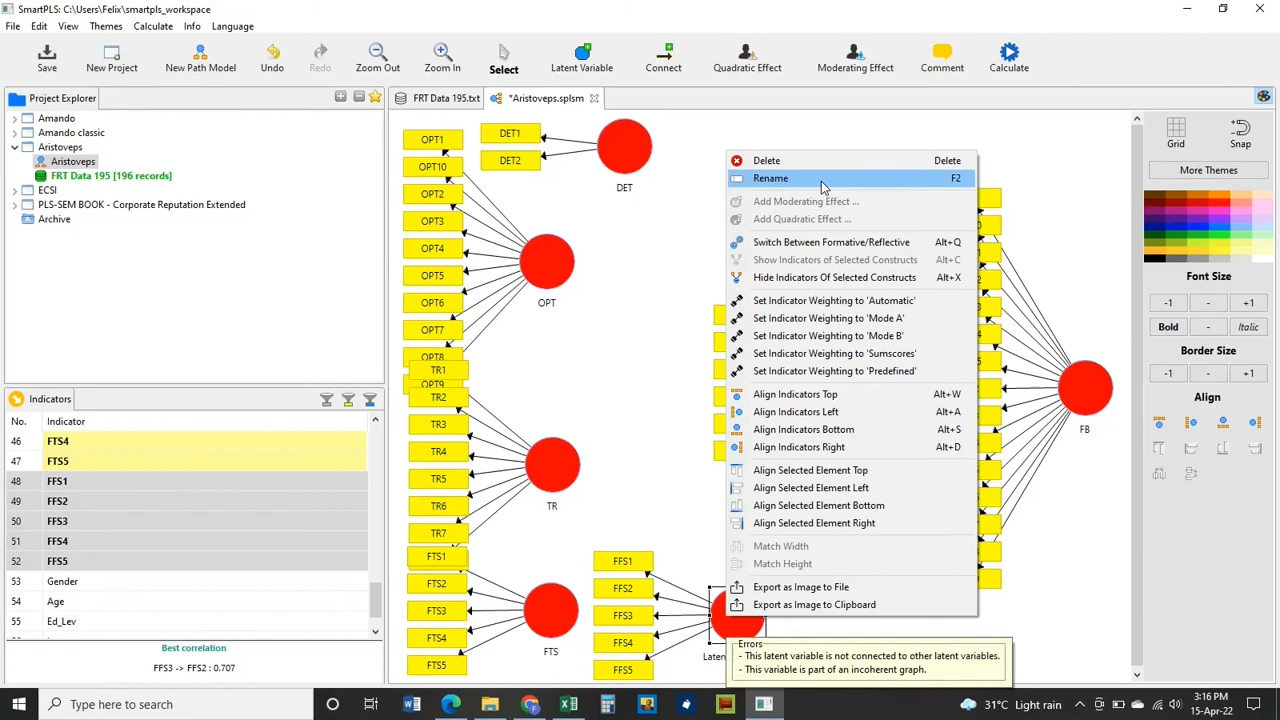 SmartPLS: C:\Users\Felix\smartpls_workspace
File Edit View Themes Calculate Info Language
Save New Project New Path Model Undo Redo Zoom Out Zoom In Select Latent Variable Connect Quadratic Effect Moderating Effect Comment Calculate
Project Explorer
FRT Data 195.txt
*Aristoveps.splsm
Amando
Amando classic
Aristoveps
Aristoveps
FRT Data 195 [196 records]
ECSI
PLS-SEM BOOK - Corporate Reputation Extended
Archive
Indicators
No. Indicator
46 FTS4
47 FTS5
48 FFS1
49 FFS2
50 FFS3
51 FFS4
52 FFS5
53 Gender
54 Age
55 Ed_Lev
Best correlation
FFS3 -> FFS2 : 0.707
DET1
DET2
DET
OPT1
OPT10
OPT2
OPT3
OPT4
OPT5
OPT6
OPT7
OPT8
OPT9
OPT
TR1
TR2
TR3
TR4
TR5
TR6
TR7
TR
FTS1
FTS2
FTS3
FTS4
FTS5
FTS
FFS1
FFS2
FFS3
FFS4
FFS5
FB
Delete Delete
Rename F2
Add Moderating Effect ...
Add Quadratic Effect ...
Switch Between Formative/Reflective Alt+Q
Show Indicators of Selected Constructs Alt+C
Hide Indicators Of Selected Constructs Alt+X
Set Indicator Weighting to 'Automatic'
Set Indicator Weighting to 'Mode A'
Set Indicator Weighting to 'Mode B'
Set Indicator Weighting to 'Sumscores'
Set Indicator Weighting to 'Predefined'
Align Indicators Top Alt+W
Align Indicators Left Alt+A
Align Indicators Bottom Alt+S
Align Indicators Right Alt+D
Align Selected Element Top
Align Selected Element Left
Align Selected Element Bottom
Align Selected Element Right
Match Width
Match Height
Export as Image to File
Export as Image to Clipboard
Errors
- This latent variable is not connected to other latent variables.
- This variable is part of an incoherent graph.
Grid Snap
More Themes
Font Size
-1 - +1
Bold - Italic
Border Size
-1 - +1
Align
Type here to search
31°C Light rain
3:16 PM
15-Apr-22